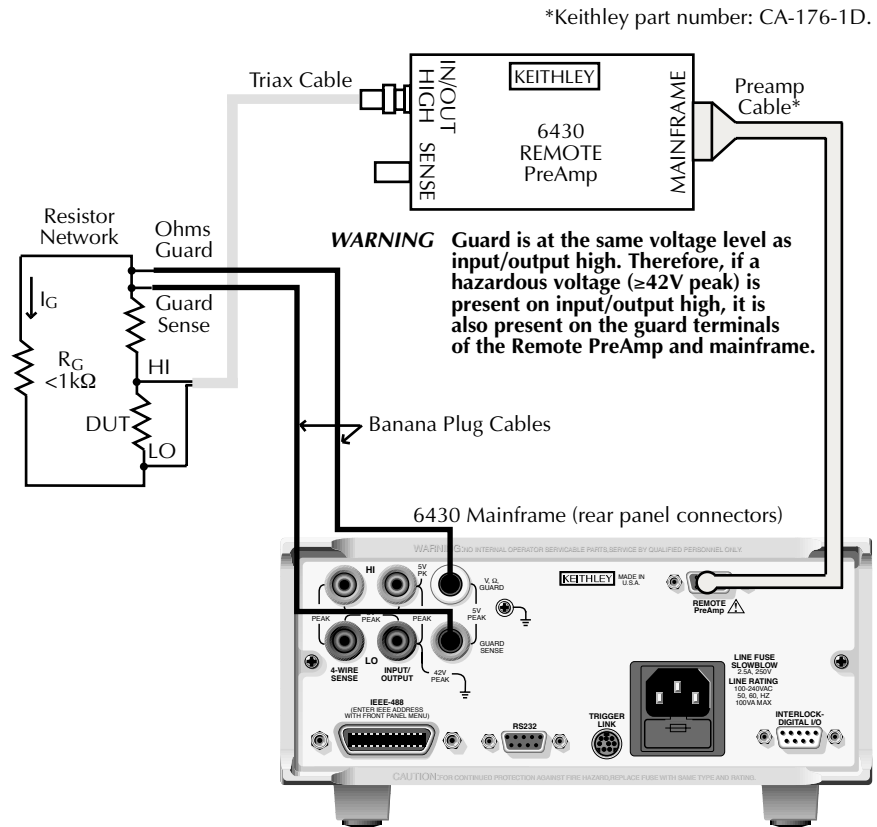 *Keithley part number: CA-176-1D.
Triax Cable
IN/OUT
HIGH
SENSE
KEITHLEY
6430
REMOTE
PreAmp
MAINFRAME
Preamp
Cable*
Resistor
Network
Ohms
Guard
Guard
Sense
IG
RG
<1kΩ
HI
DUT
LO
WARNING Guard is at the same voltage level as
input/output high. Therefore, if a
hazardous voltage (≥42V peak) is
present on input/output high, it is
also present on the guard terminals
of the Remote PreAmp and mainframe.
Banana Plug Cables
6430 Mainframe (rear panel connectors)
WARNING:NO INTERNAL OPERATOR SERVICABLE PARTS,SERVICE BY QUALIFIED PERSONNEL ONLY.
HI
5V
PK
V, Ω,
GUARD
KEITHLEY
MADE IN
U.S.A.
REMOTE
PreAmp
PEAK
PEAK
PEAK
5V
PEAK
GUARD
SENSE
LO
4-WIRE
SENSE
INPUT/
OUTPUT
42V
PEAK
LINE FUSE
SLOWBLOW
2.5A, 250V
LINE RATING
100-240VAC
50, 60, HZ
100VA MAX
IEEE-488
(ENTER IEEE ADDRESS
WITH FRONT PANEL MENU)
RS232
TRIGGER
LINK
INTERLOCK-
DIGITAL I/O
CAUTION:FOR CONTINUED PROTECTION AGAINST FIRE HAZARD,REPLACE FUSE WITH SAME TYPE AND RATING.